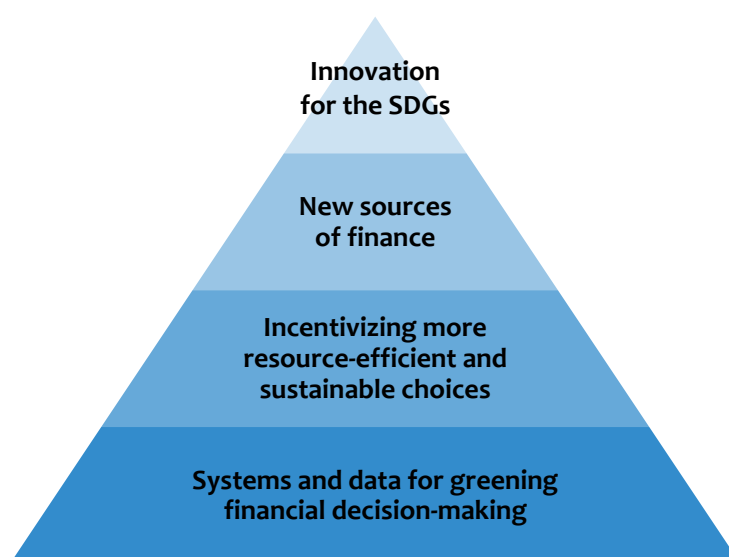 Innovation
for the SDGs
New sources
of finance
Incentivizing more
resource-efficient and
sustainable choices
Systems and data for greening
financial decision-making